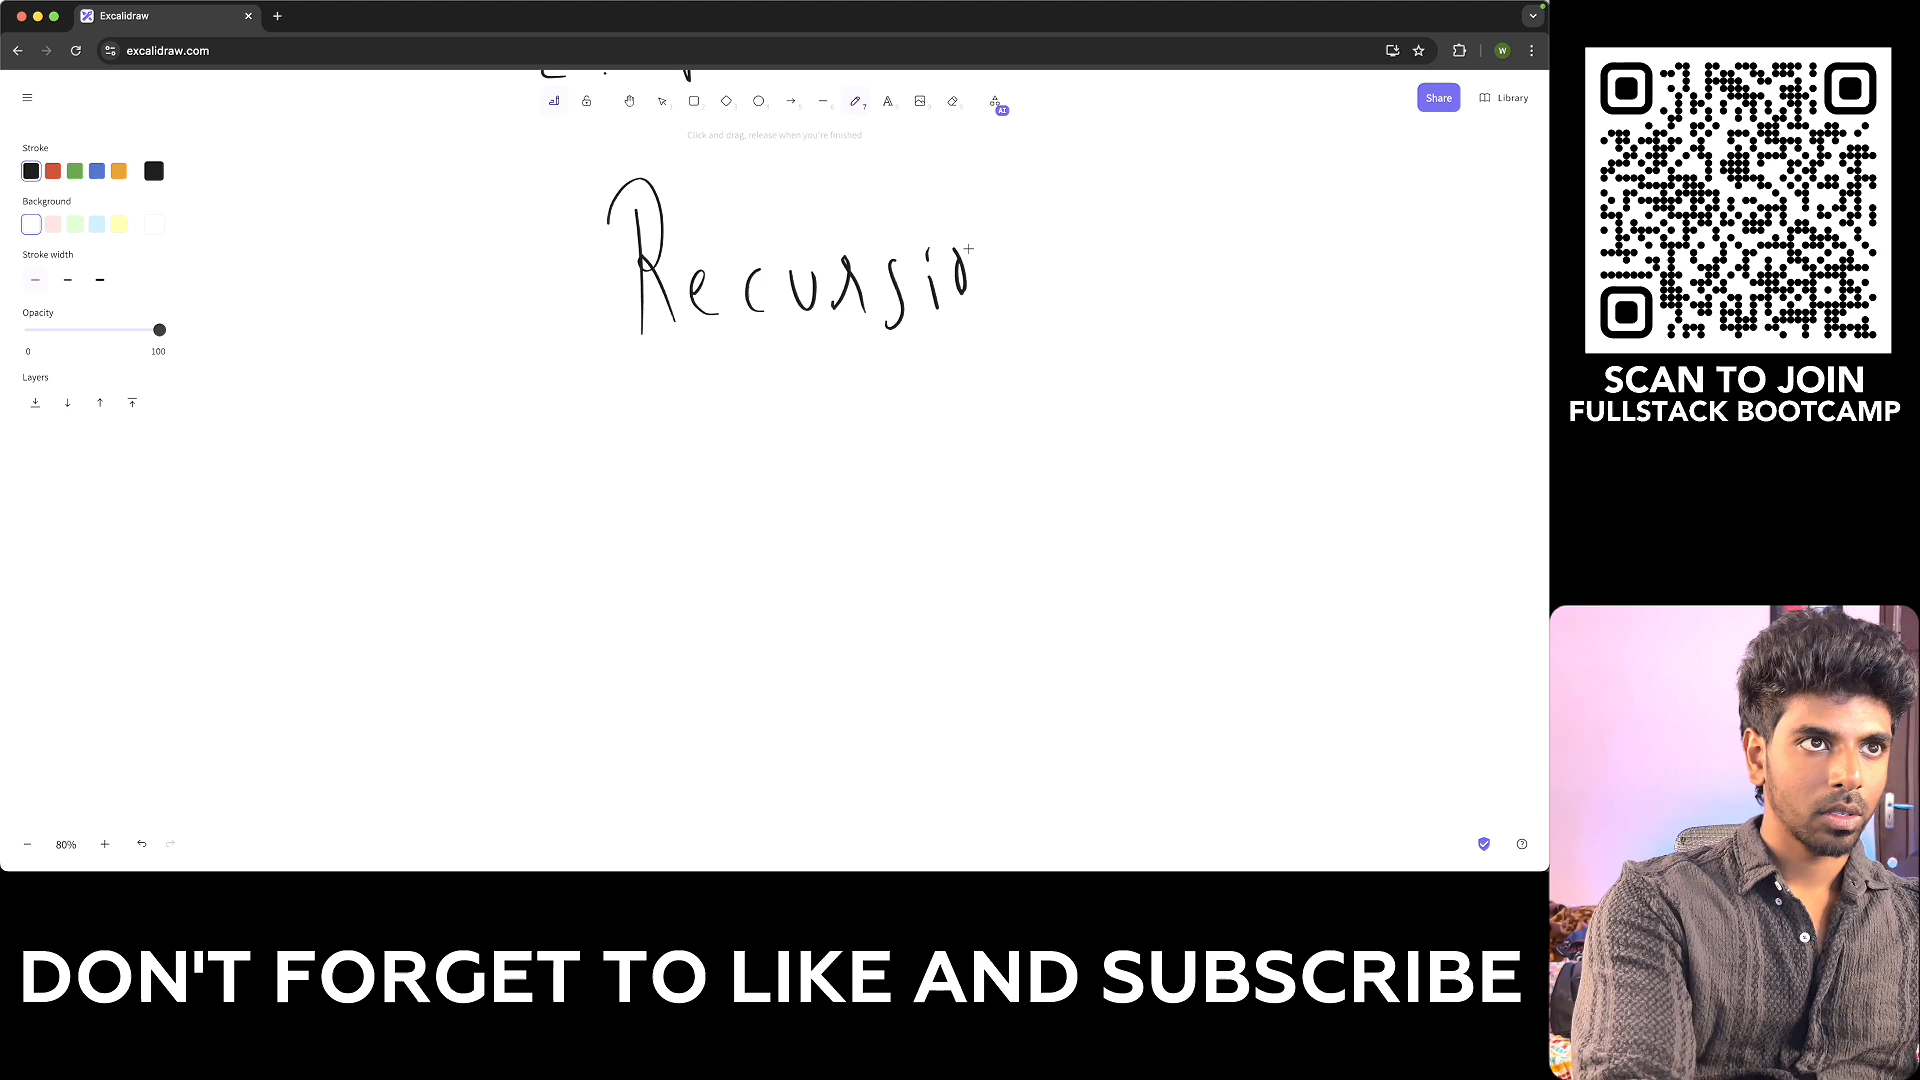 Excalidraw
excalidraw.com
W
Share
Library
Click and drag, release when you're finished
Stroke
Background
Stroke width
Opacity
0 100
Layers
Recursio
80%
AI
SCAN TO JOIN
FULLSTACK BOOTCAMP
DON'T FORGET TO LIKE AND SUBSCRIBE